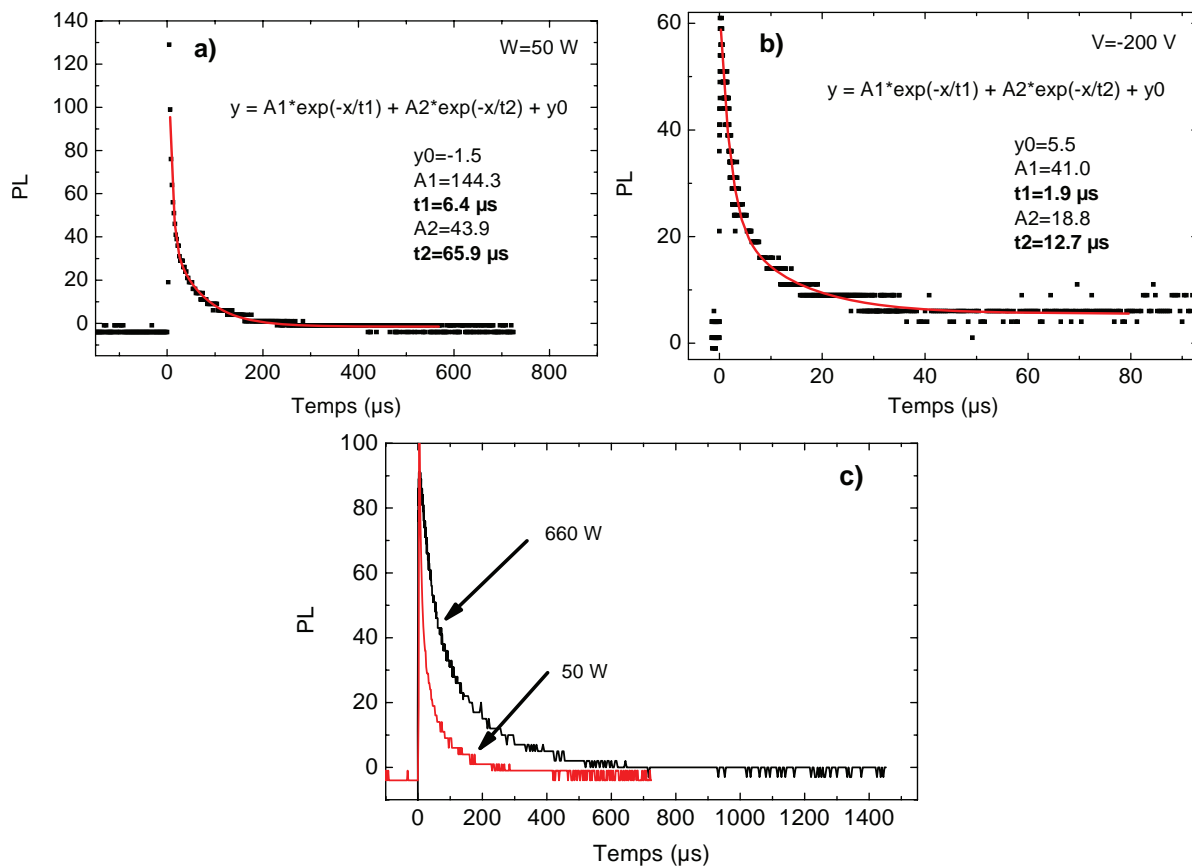 a)
W=50 W
y = A1*exp(-x/t1) + A2*exp(-x/t2) + y0
y0=-1.5
A1=144.3
t1=6.4 µs
A2=43.9
t2=65.9 µs
PL
140
120
100
80
60
40
20
0
-20
0 200 400 600 800
Temps (µs)
b)
V=-200 V
y = A1*exp(-x/t1) + A2*exp(-x/t2) + y0
y0=5.5
A1=41.0
t1=1.9 µs
A2=18.8
t2=12.7 µs
PL
60
40
20
0
0 20 40 60 80
Temps (µs)
c)
660 W
50 W
PL
100
80
60
40
20
0
0 200 400 600 800 1000 1200 1400
Temps (µs)